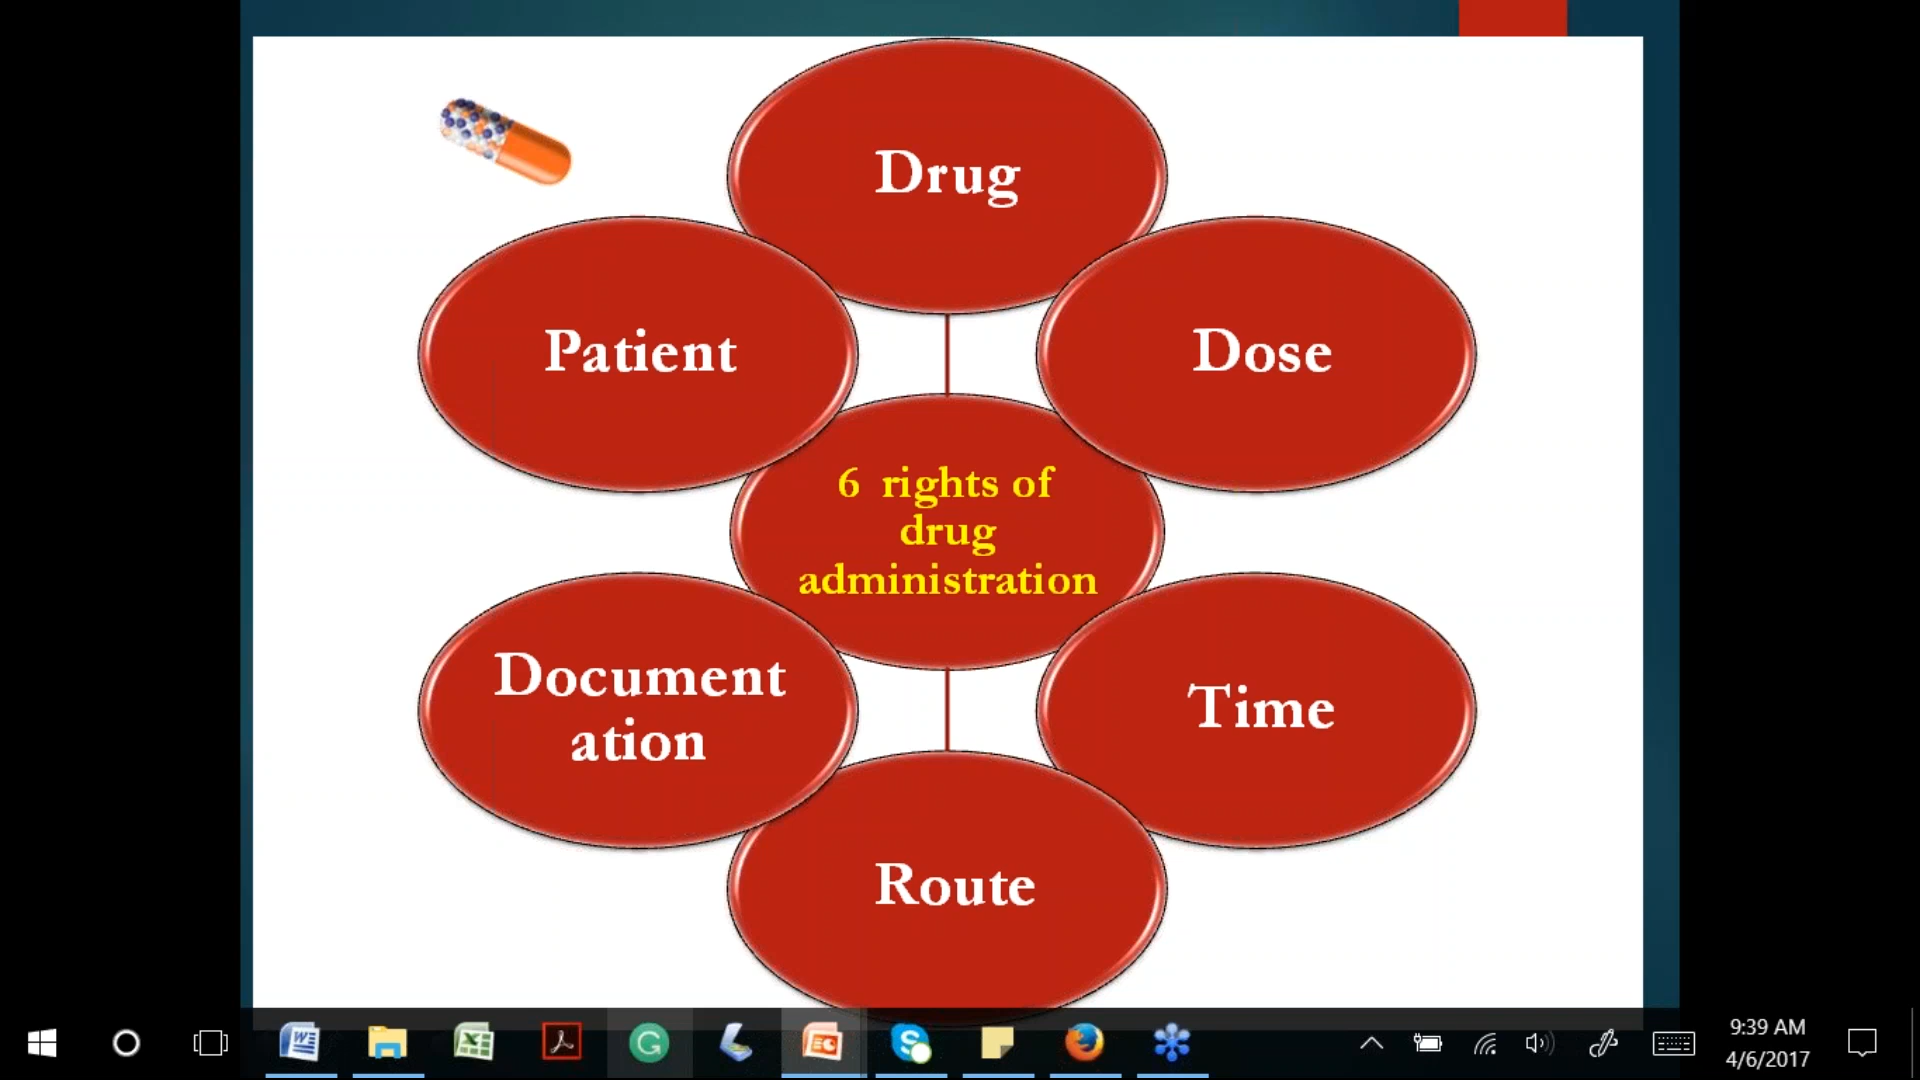 Drug
Patient
Dose
6 rights of
drug
administration
Document
ation
Time
Route
9:39 AM
4/6/2017